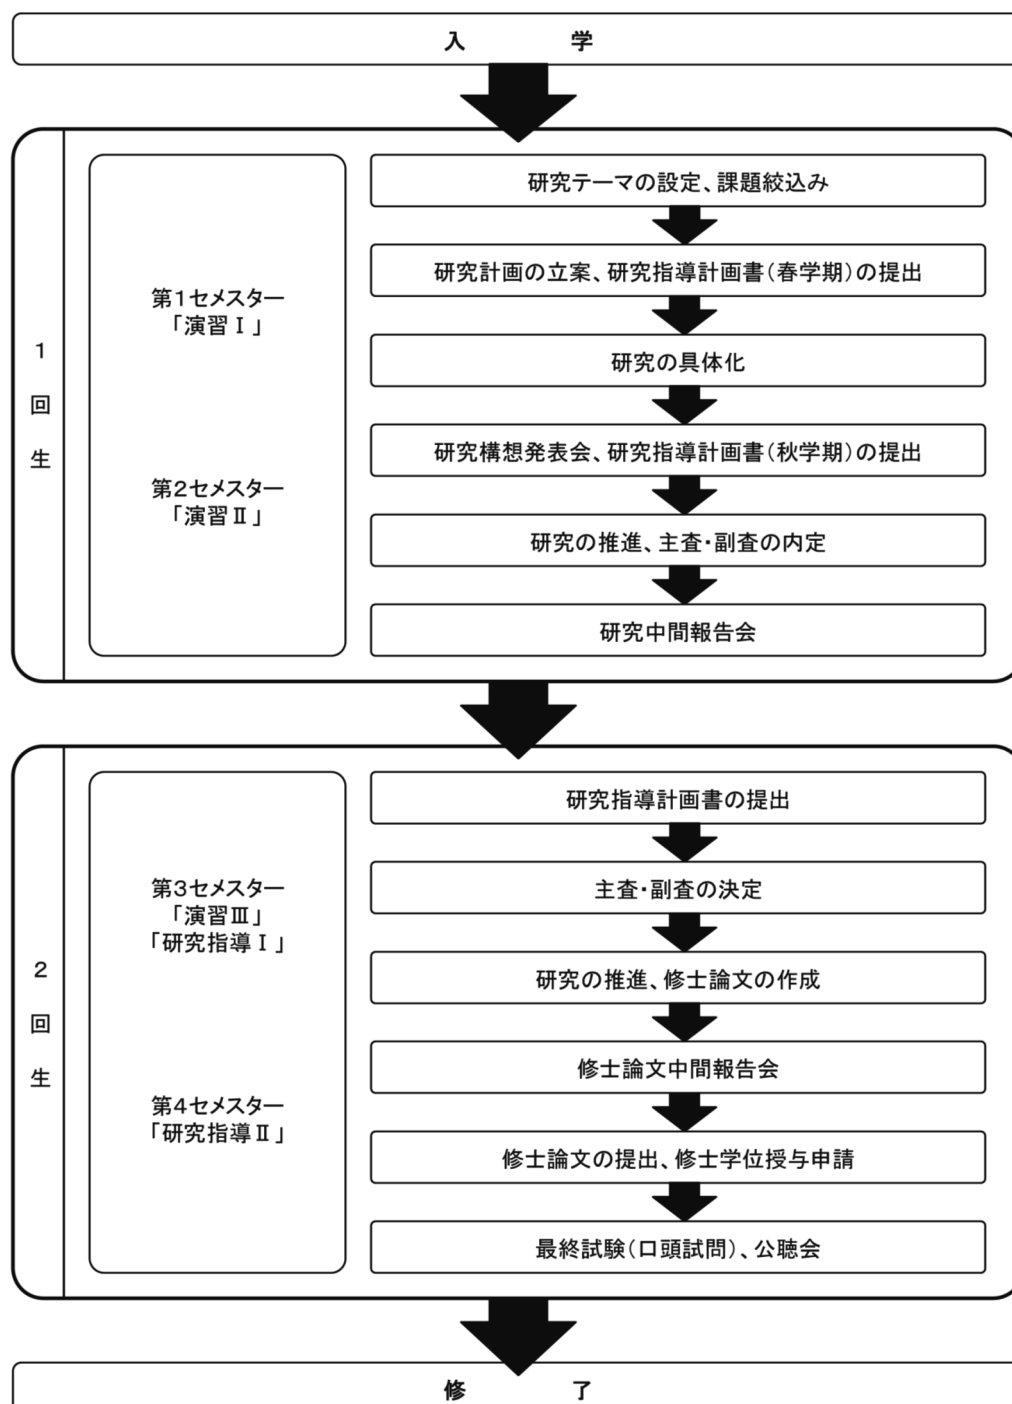 入 学
1
回
生
第1セメスター
「演習Ⅰ」
第2セメスター
「演習Ⅱ」
研究テーマの設定、課題絞込み
研究計画の立案、研究指導計画書(春学期)の提出
研究の具体化
研究構想発表会、研究指導計画書(秋学期)の提出
研究の推進、主査・副査の内定
研究中間報告会
2
回
生
第3セメスター
「演習Ⅲ」
「研究指導Ⅰ」
第4セメスター
「研究指導Ⅱ」
研究指導計画書の提出
主査・副査の決定
研究の推進、修士論文の作成
修士論文中間報告会
修士論文の提出、修士学位授与申請
最終試験(口頭試問)、公聴会
修 了